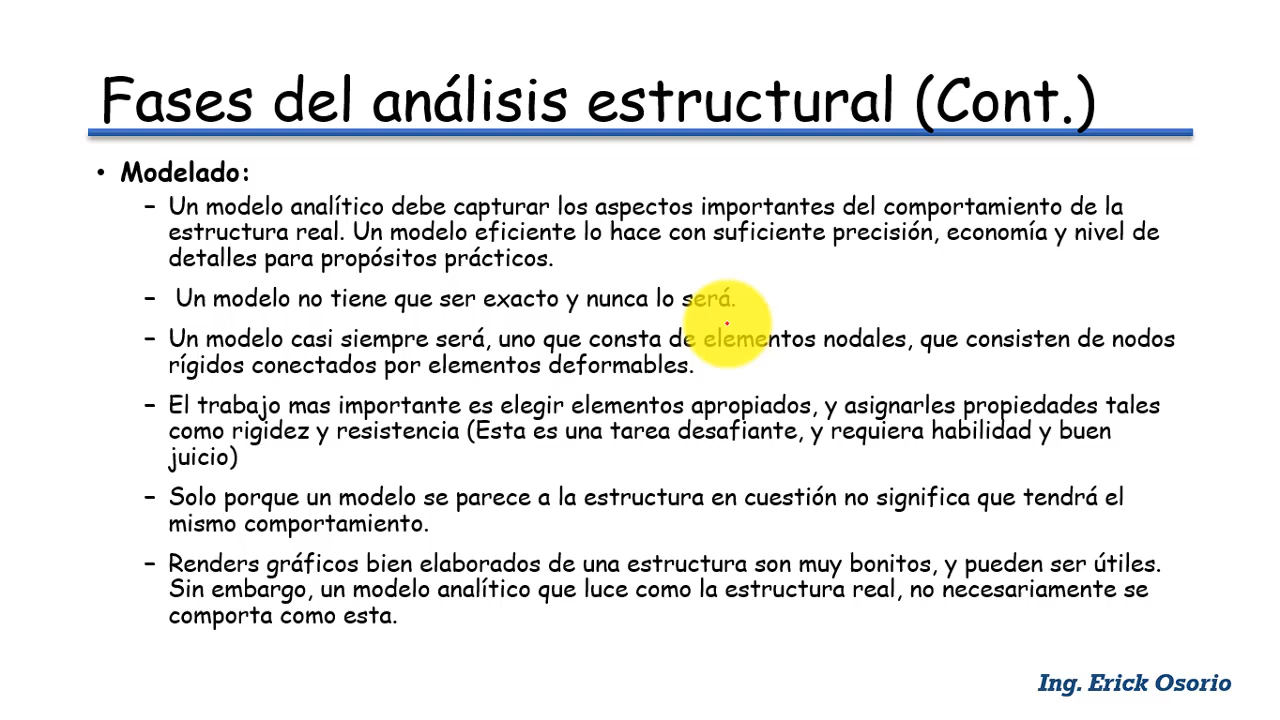 Fases del análisis estructural (Cont.)
• Modelado:
– Un modelo analítico debe capturar los aspectos importantes del comportamiento de la
estructura real. Un modelo eficiente lo hace con suficiente precisión, economía y nivel de
detalles para propósitos prácticos.
– Un modelo no tiene que ser exacto y nunca lo será.
– Un modelo casi siempre será, uno que consta de elementos nodales, que consisten de nodos
rígidos conectados por elementos deformables.
– El trabajo mas importante es elegir elementos apropiados, y asignarles propiedades tales
como rigidez y resistencia (Esta es una tarea desafiante, y requiera habilidad y buen
juicio)
– Solo porque un modelo se parece a la estructura en cuestión no significa que tendrá el
mismo comportamiento.
– Renders gráficos bien elaborados de una estructura son muy bonitos, y pueden ser útiles.
Sin embargo, un modelo analítico que luce como la estructura real, no necesariamente se
comporta como esta.
Ing. Erick Osorio